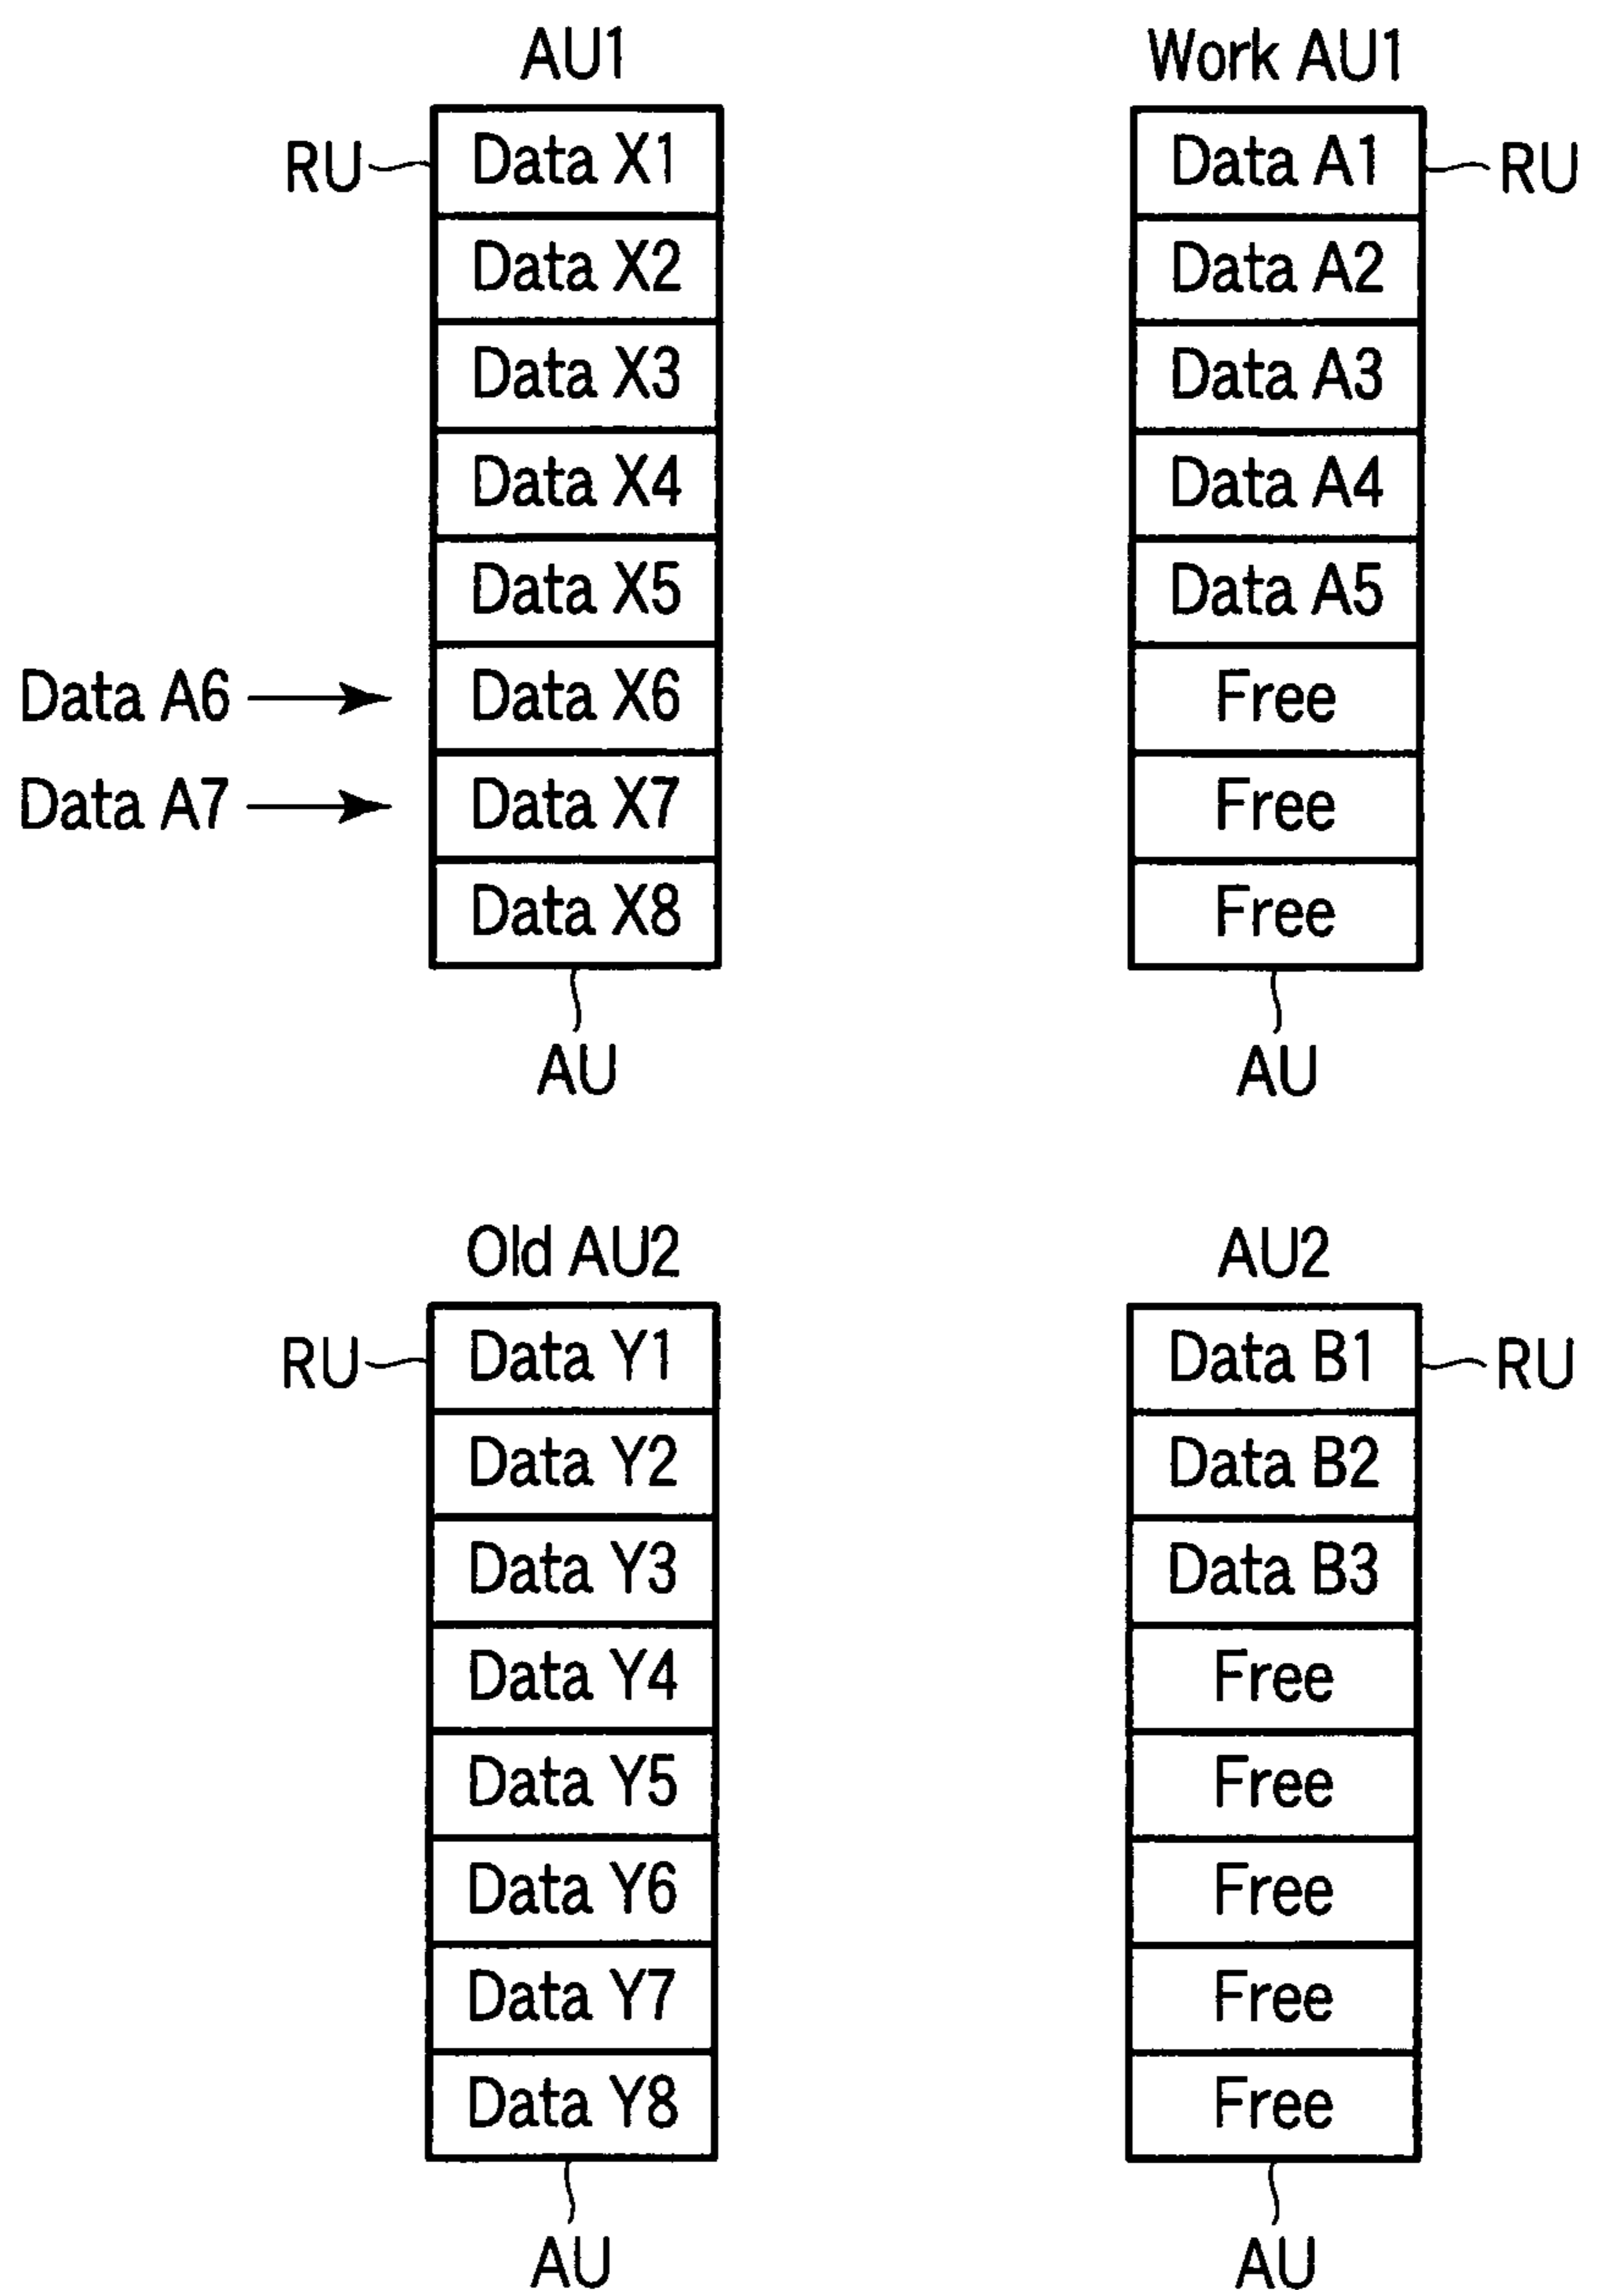 AU1
RU
Data X1
Data X2
Data X3
Data X4
Data X5
Data A6
Data X6
Data A7
Data X7
Data X8
AU
Work AU1
Data A1
RU
Data A2
Data A3
Data A4
Data A5
Free
Free
Free
AU
Old AU2
RU
Data Y1
Data Y2
Data Y3
Data Y4
Data Y5
Data Y6
Data Y7
Data Y8
AU
AU2
Data B1
RU
Data B2
Data B3
Free
Free
Free
Free
Free
AU